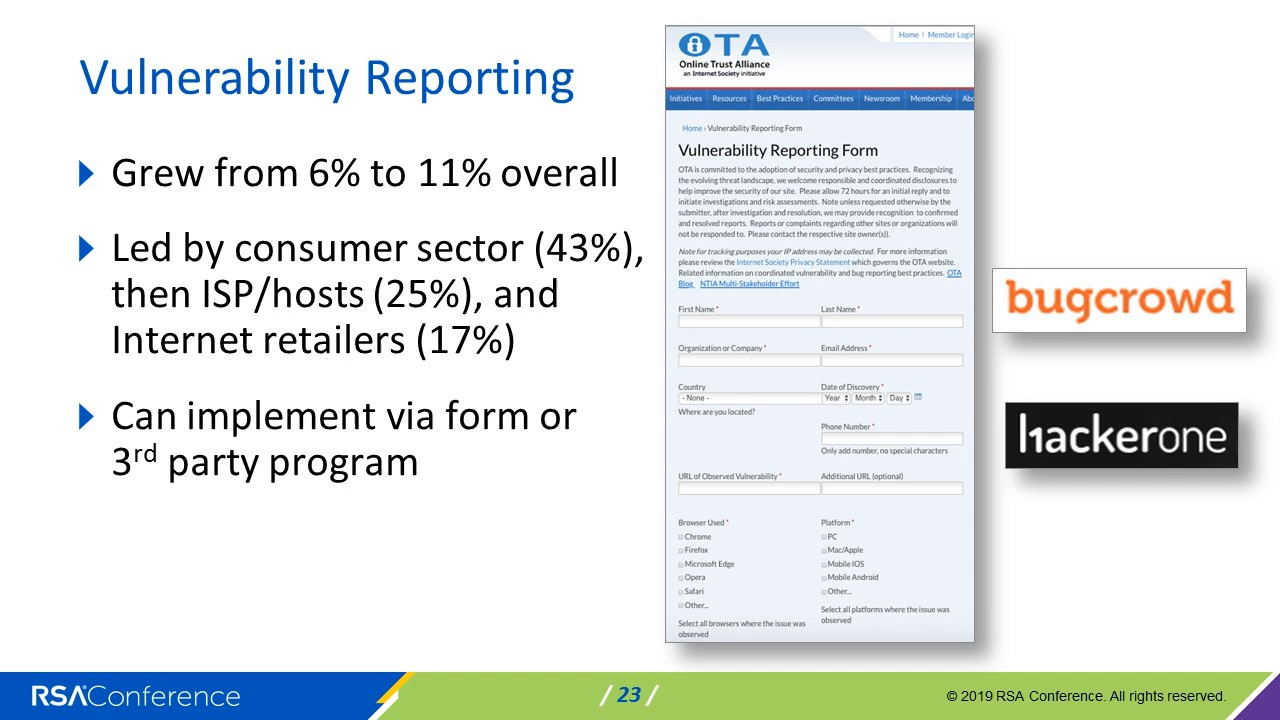 Vulnerability Reporting
Grew from 6% to 11% overall
Led by consumer sector (43%),
then ISP/hosts (25%), and
Internet retailers (17%)
Can implement via form or
3rd party program
Home | Member Login
OTA
Online Trust Alliance
an Internet Society initiative
Initiatives Resources Best Practices Committees Newsroom Membership Abo
Home › Vulnerability Reporting Form
Vulnerability Reporting Form
OTA is committed to the adoption of security and privacy best practices. Recognizing
the evolving threat landscape, we welcome responsible and coordinated disclosures to
help improve the security of our site. Please allow 72 hours for an initial reply and to
initiate investigations and risk assessments. Note unless requested otherwise by the
submitter, after investigation and resolution, we may provide recognition to confirmed
and resolved reports. Reports or complaints regarding other sites or organizations will
not be responded to. Please contact the respective site owner(s)).
Note for tracking purposes your IP address may be collected. For more information
please review the Internet Society Privacy Statement which governs the OTA website.
Related information on coordinated vulnerability and bug reporting best practices. OTA
Blog NTIA Multi-Stakeholder Effort
First Name * Last Name *
Organization or Company * Email Address *
Country Date of Discovery *
- None - Year Month Day
Where are you located?
Phone Number *
Only add number, no special characters
URL of Observed Vulnerability * Additional URL (optional)
Browser Used * Platform *
Chrome PC
Firefox Mac/Apple
Microsoft Edge Mobile IOS
Opera Mobile Android
Safari Other...
Other... Select all platforms where the issue was
observed
Select all browsers where the issue was
observed
bugcrowd
hackerone
RSAConference
/ 23 /
© 2019 RSA Conference. All rights reserved.